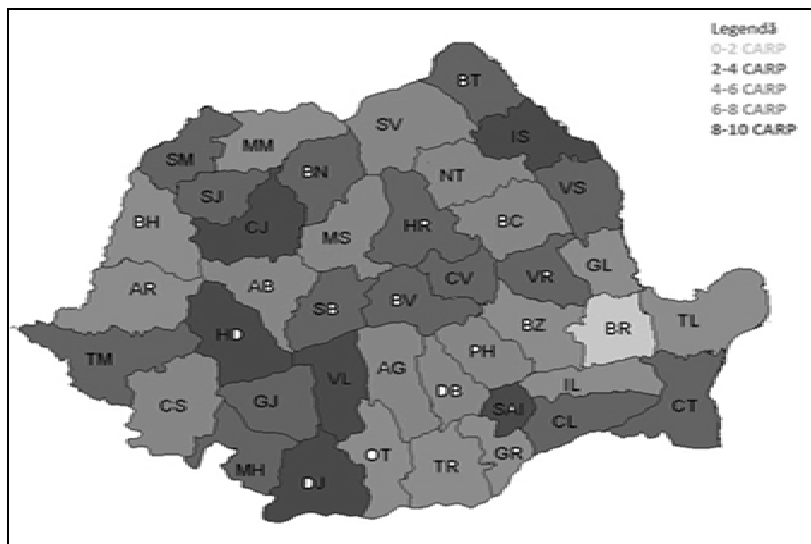 Legendă
0-2 CARP
2-4 CARP
4-6 CARP
6-8 CARP
8-10 CARP
BT
SV
IS
MM
SM
BN
NT
SJ
VS
BH
CJ
MS
HR
BC
AR
AB
CV
VR
GL
SB
BV
HD
BZ
BR
TL
TM
PH
VL
AG
DB
IL
CS
GJ
SAI
CT
CL
OT
GR
MH
TR
DJ